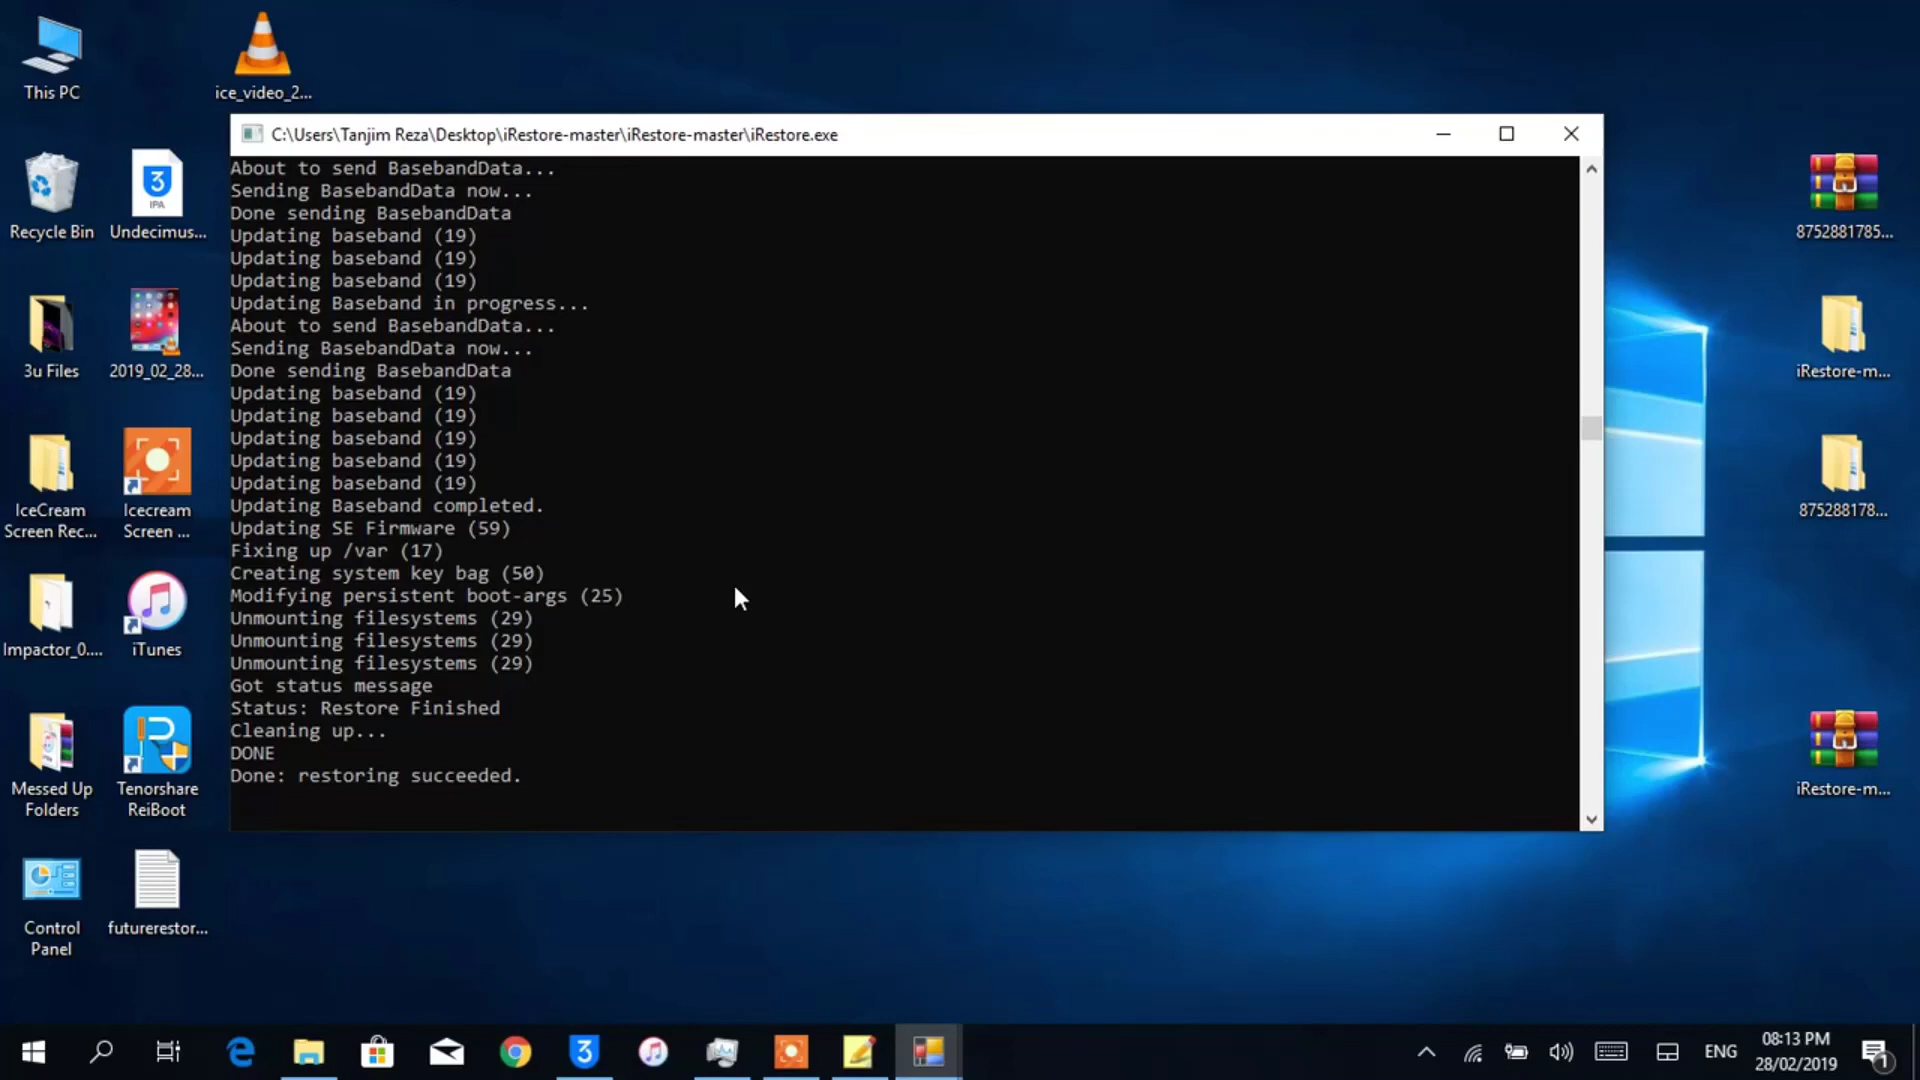 This PC
ice_video_2...
Recycle Bin
Undecimus...
3
IPA
3u Files
2019_02_28...
IceCream
Screen Rec...
Icecream
Screen ...
Impactor_0....
iTunes
Messed Up
Folders
Tenorshare
ReiBoot
Control
Panel
futurerestor...
C:\Users\Tanjim Reza\Desktop\iRestore-master\iRestore-master\iRestore.exe
About to send BasebandData...
Sending BasebandData now...
Done sending BasebandData
Updating baseband (19)
Updating baseband (19)
Updating baseband (19)
Updating Baseband in progress...
About to send BasebandData...
Sending BasebandData now...
Done sending BasebandData
Updating baseband (19)
Updating baseband (19)
Updating baseband (19)
Updating baseband (19)
Updating baseband (19)
Updating Baseband completed.
Updating SE Firmware (59)
Fixing up /var (17)
Creating system key bag (50)
Modifying persistent boot-args (25)
Unmounting filesystems (29)
Unmounting filesystems (29)
Unmounting filesystems (29)
Got status message
Status: Restore Finished
Cleaning up...
DONE
Done: restoring succeeded.
8752881785...
iRestore-m...
875288178...
iRestore-m...
3
ENG
08:13 PM
28/02/2019
1